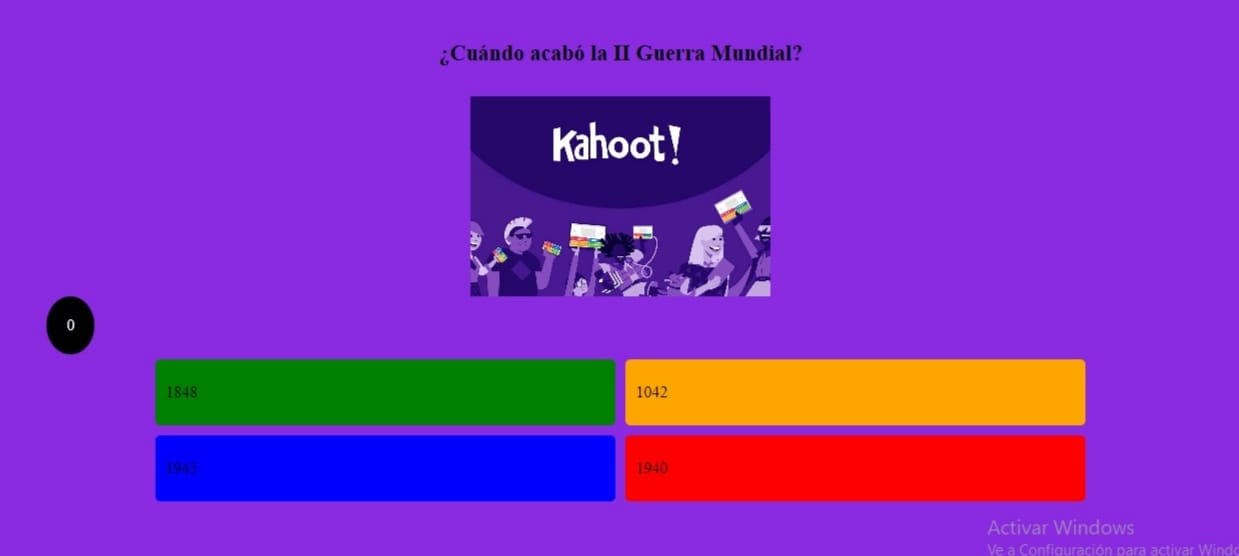 ¿Cuándo acabó la II Guerra Mundial?
Kahoot!
0
1848
1042
1945
1940
Activar Windows
Ve a Configuración para activar Windo